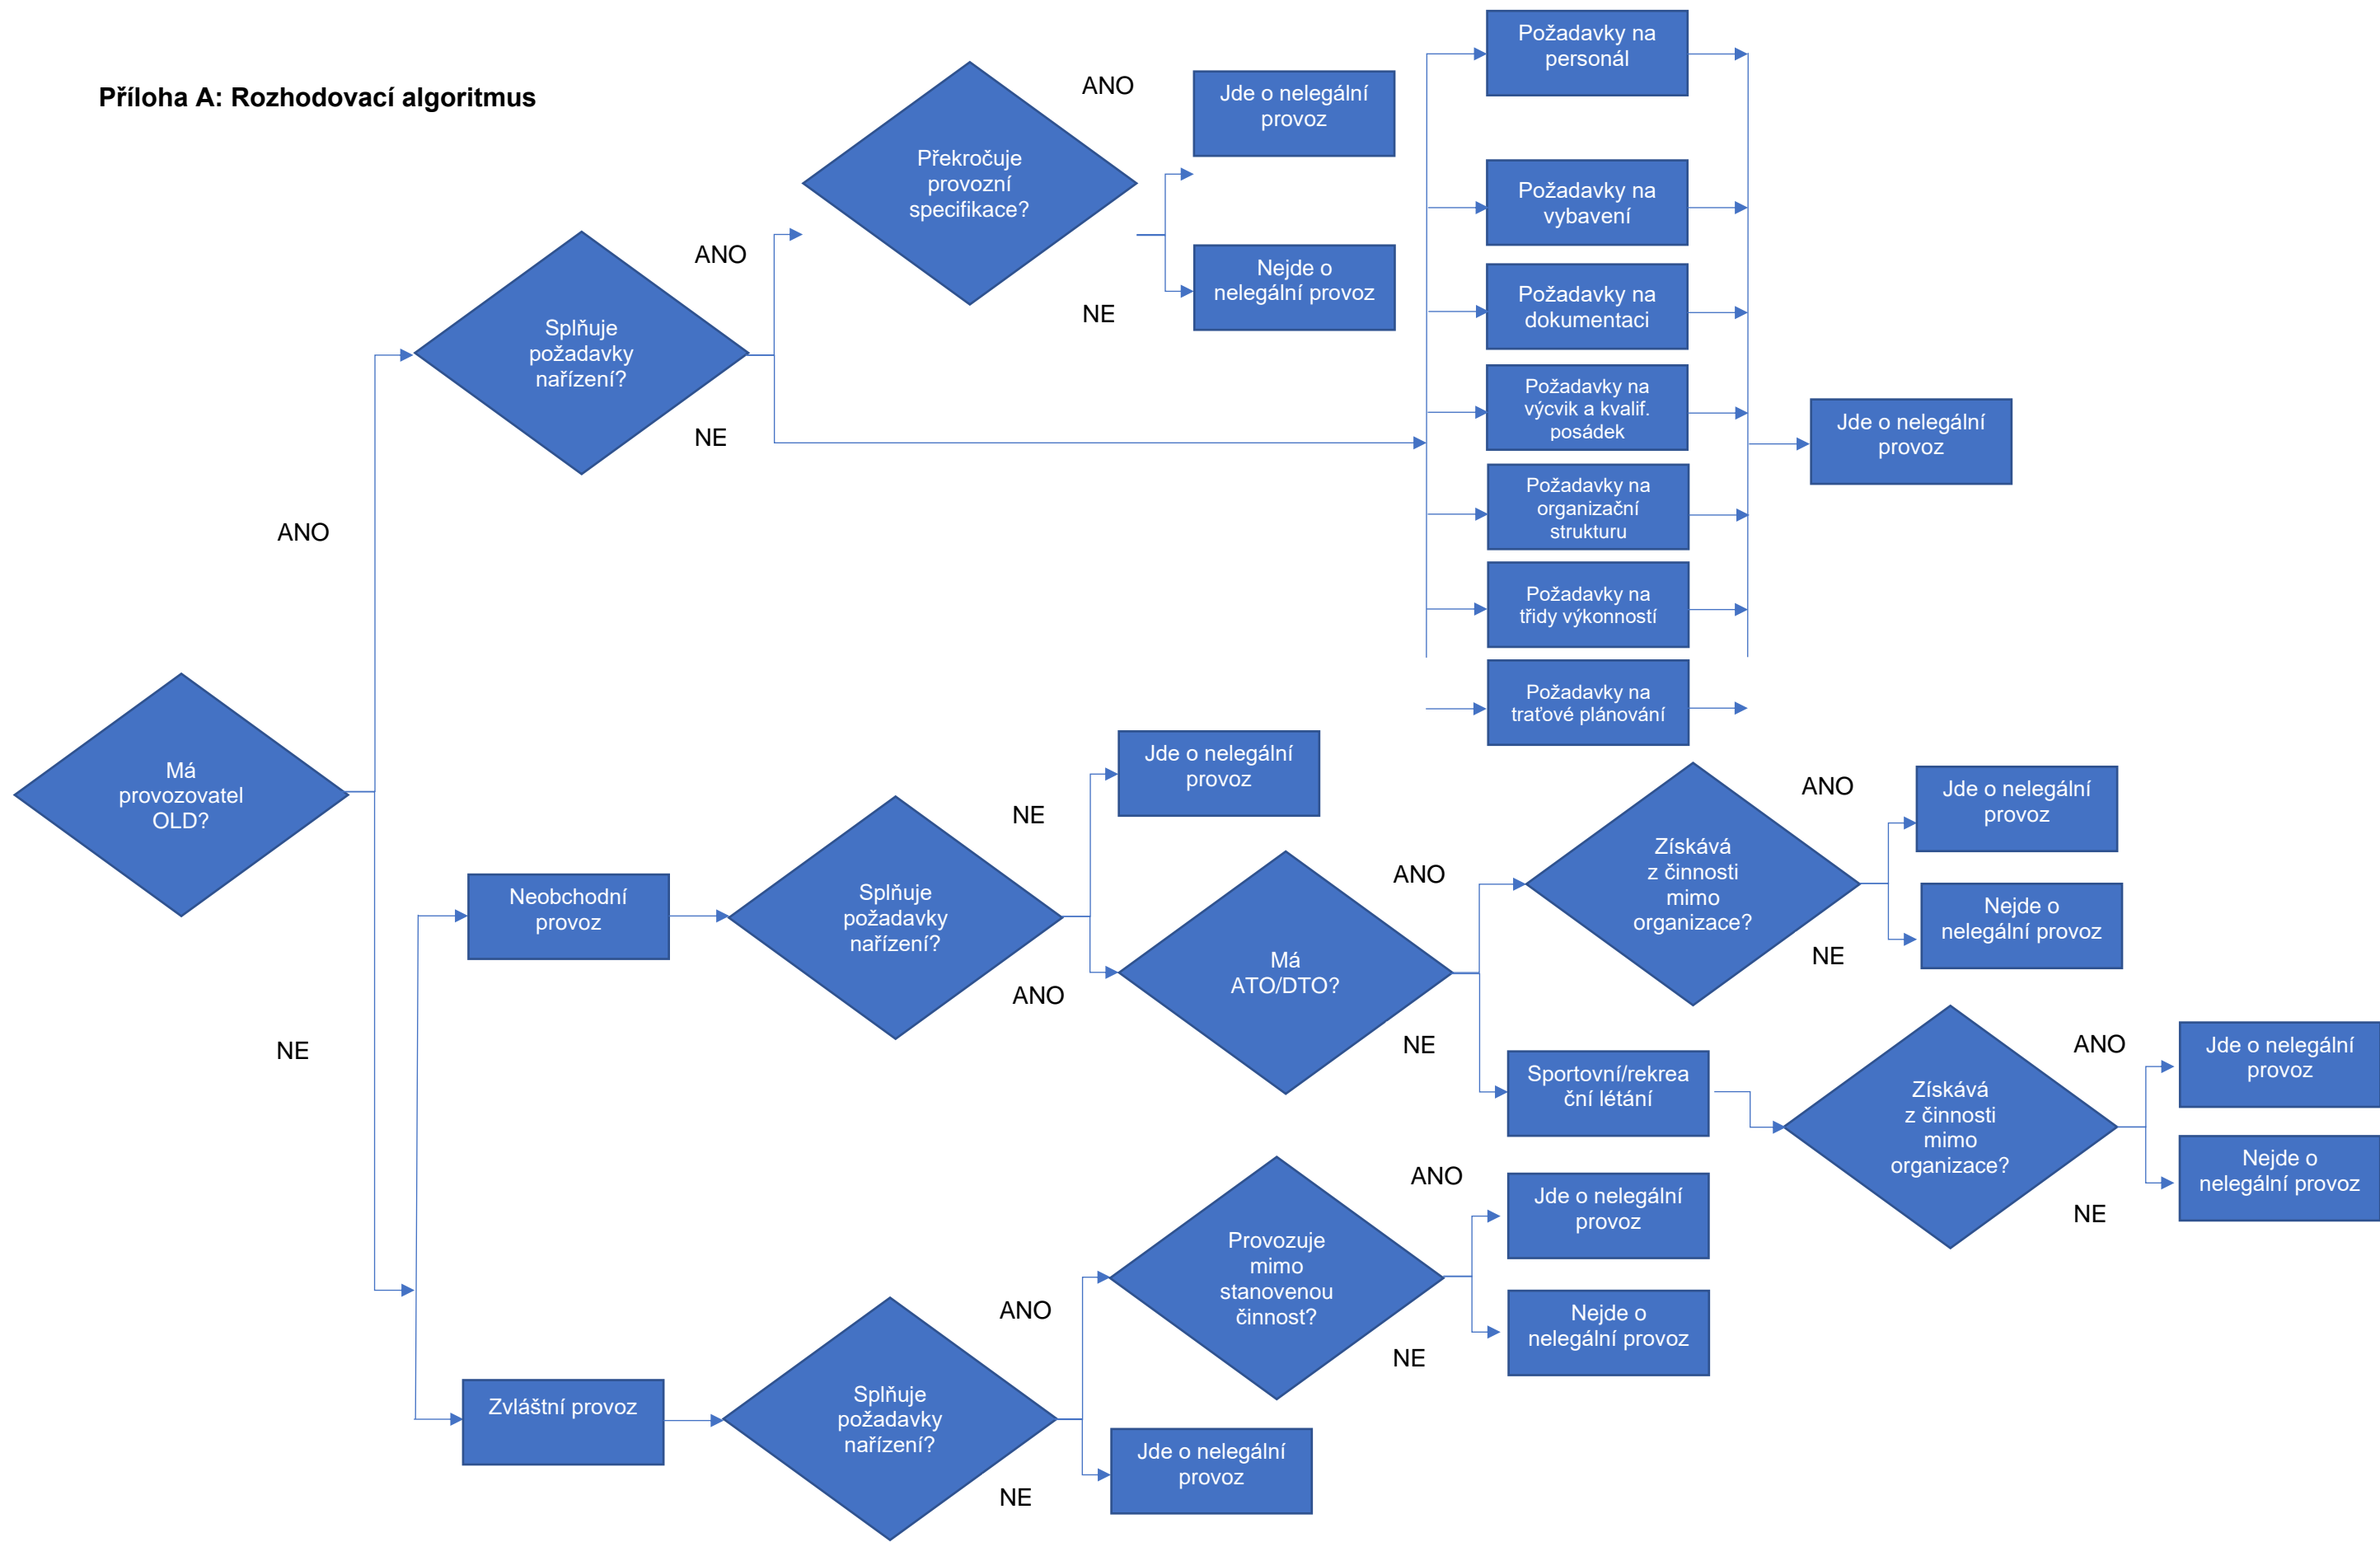 Příloha A: Rozhodovací algoritmus
Má
provozovatel
OLD?
ANO
NE
Splňuje
požadavky
nařízení?
ANO
NE
Překročuje
provozní
specifikace?
ANO
NE
Jde o nelegální
provoz
Nejde o
nelegální provoz
Požadavky na
personál
Požadavky na
vybavení
Požadavky na
dokumentaci
Požadavky na
výcvik a kvalif.
posádek
Požadavky na
organizační
strukturu
Požadavky na
třidy výkonností
Požadavky na
traťové plánování
Jde o nelegální
provoz
Neobchodní
provoz
Splňuje
požadavky
nařízení?
NE
ANO
Jde o nelegální
provoz
Má
ATO/DTO?
ANO
NE
Získává
z činnosti
mimo
organizace?
ANO
NE
Jde o nelegální
provoz
Nejde o
nelegální provoz
Sportovní/rekrea
ční létání
Získává
z činnosti
mimo
organizace?
ANO
NE
Jde o nelegální
provoz
Nejde o
nelegální provoz
Zvláštní provoz
Splňuje
požadavky
nařízení?
ANO
NE
Provozuje
mimo
stanovenou
činnost?
ANO
NE
Jde o nelegální
provoz
Nejde o
nelegální provoz
Jde o nelegální
provoz